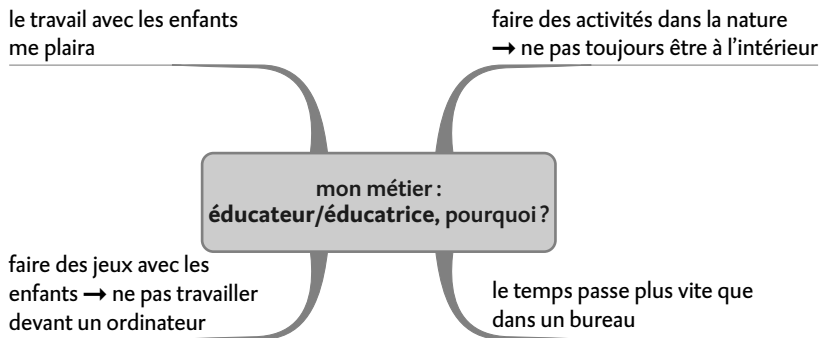 le travail avec les enfants
me plaira
faire des activités dans la nature
→ ne pas toujours être à l’intérieur
mon métier :
éducateur/éducatrice, pourquoi ?
faire des jeux avec les
enfants → ne pas travailler
devant un ordinateur
le temps passe plus vite que
dans un bureau